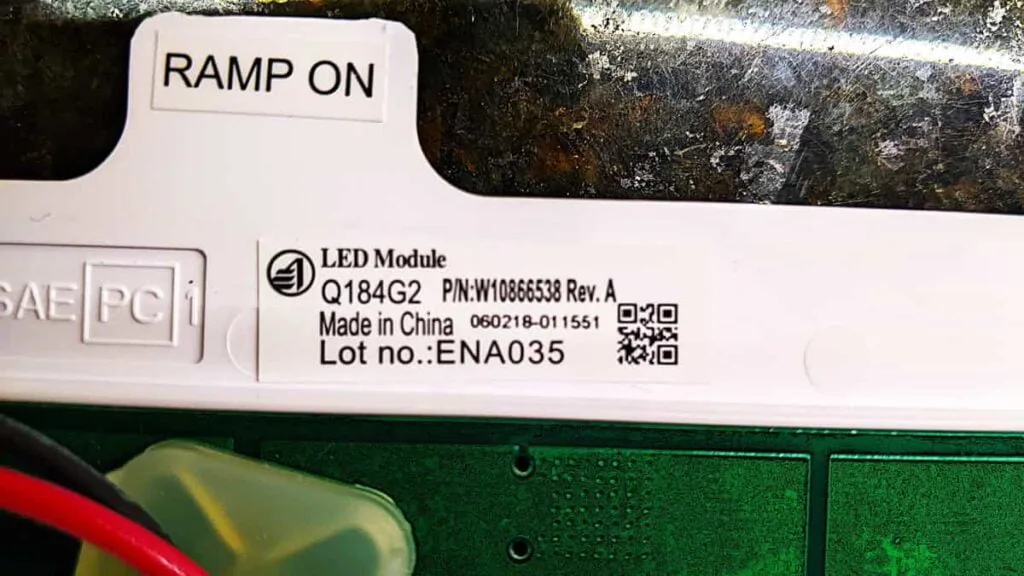 RAMP ON
LED Module
Q184G2 P/N:W10866538 Rev. A
Made in China 060218-011551
Lot no.:ENA035
SAE PC 1